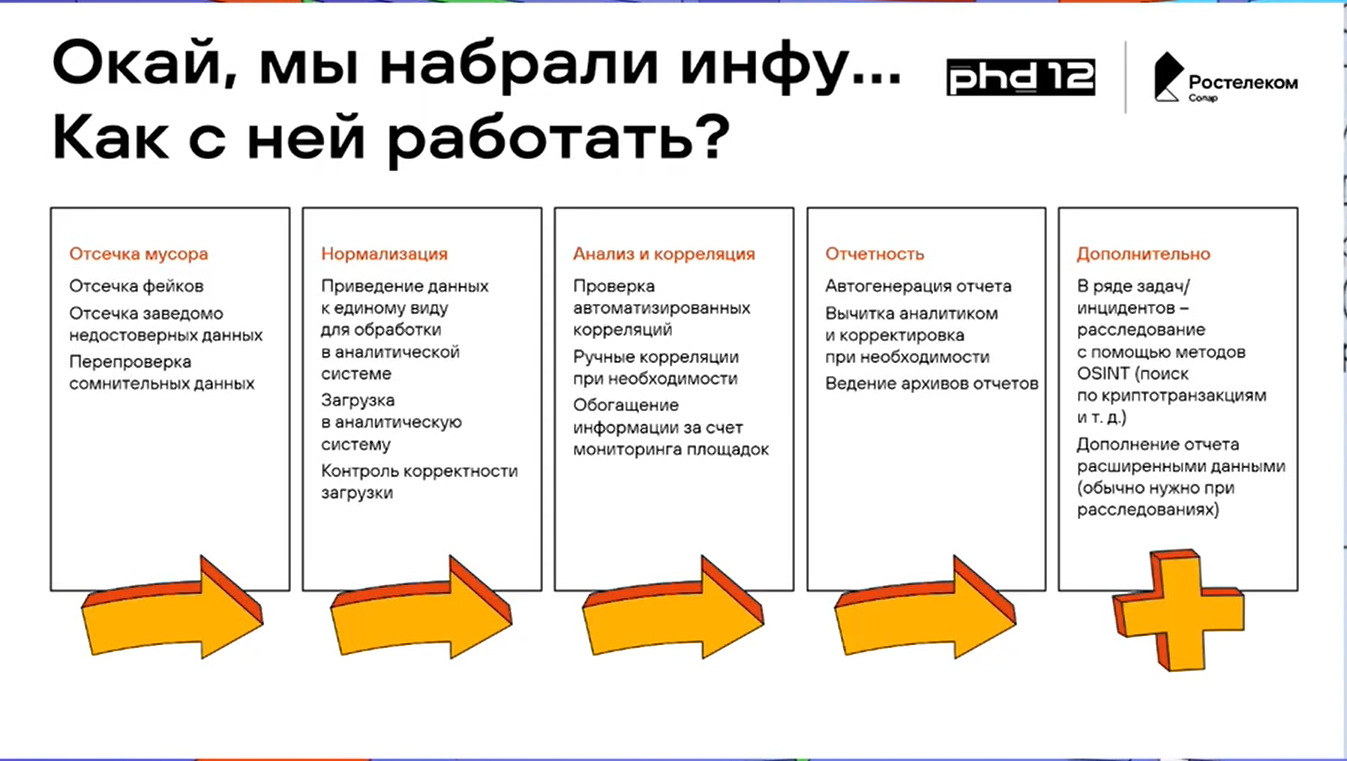 Окай, мы набрали инфу...
Как с ней работать?
phd 12
Ростелеком
Солар
Отсечка мусора
Отсечка фейков
Отсечка заведомо
недостоверных данных
Перепроверка
сомнительных данных
Нормализация
Приведение данных
к единому виду
для обработки
в аналитической
системе
Загрузка
в аналитическую
систему
Контроль корректности
загрузки
Анализ и корреляция
Проверка
автоматизированных
корреляций
Ручные корреляции
при необходимости
Обогащение
информации за счет
мониторинга площадок
Отчетность
Автогенерация отчета
Вычитка аналитиком
и корректировка
при необходимости
Ведение архивов отчетов
Дополнительно
В ряде задач/
инцидентов –
расследование
с помощью методов
OSINT (поиск
по криптотранзакциям
и т. д.)
Дополнение отчета
расширенными данными
(обычно нужно при
расследованиях)